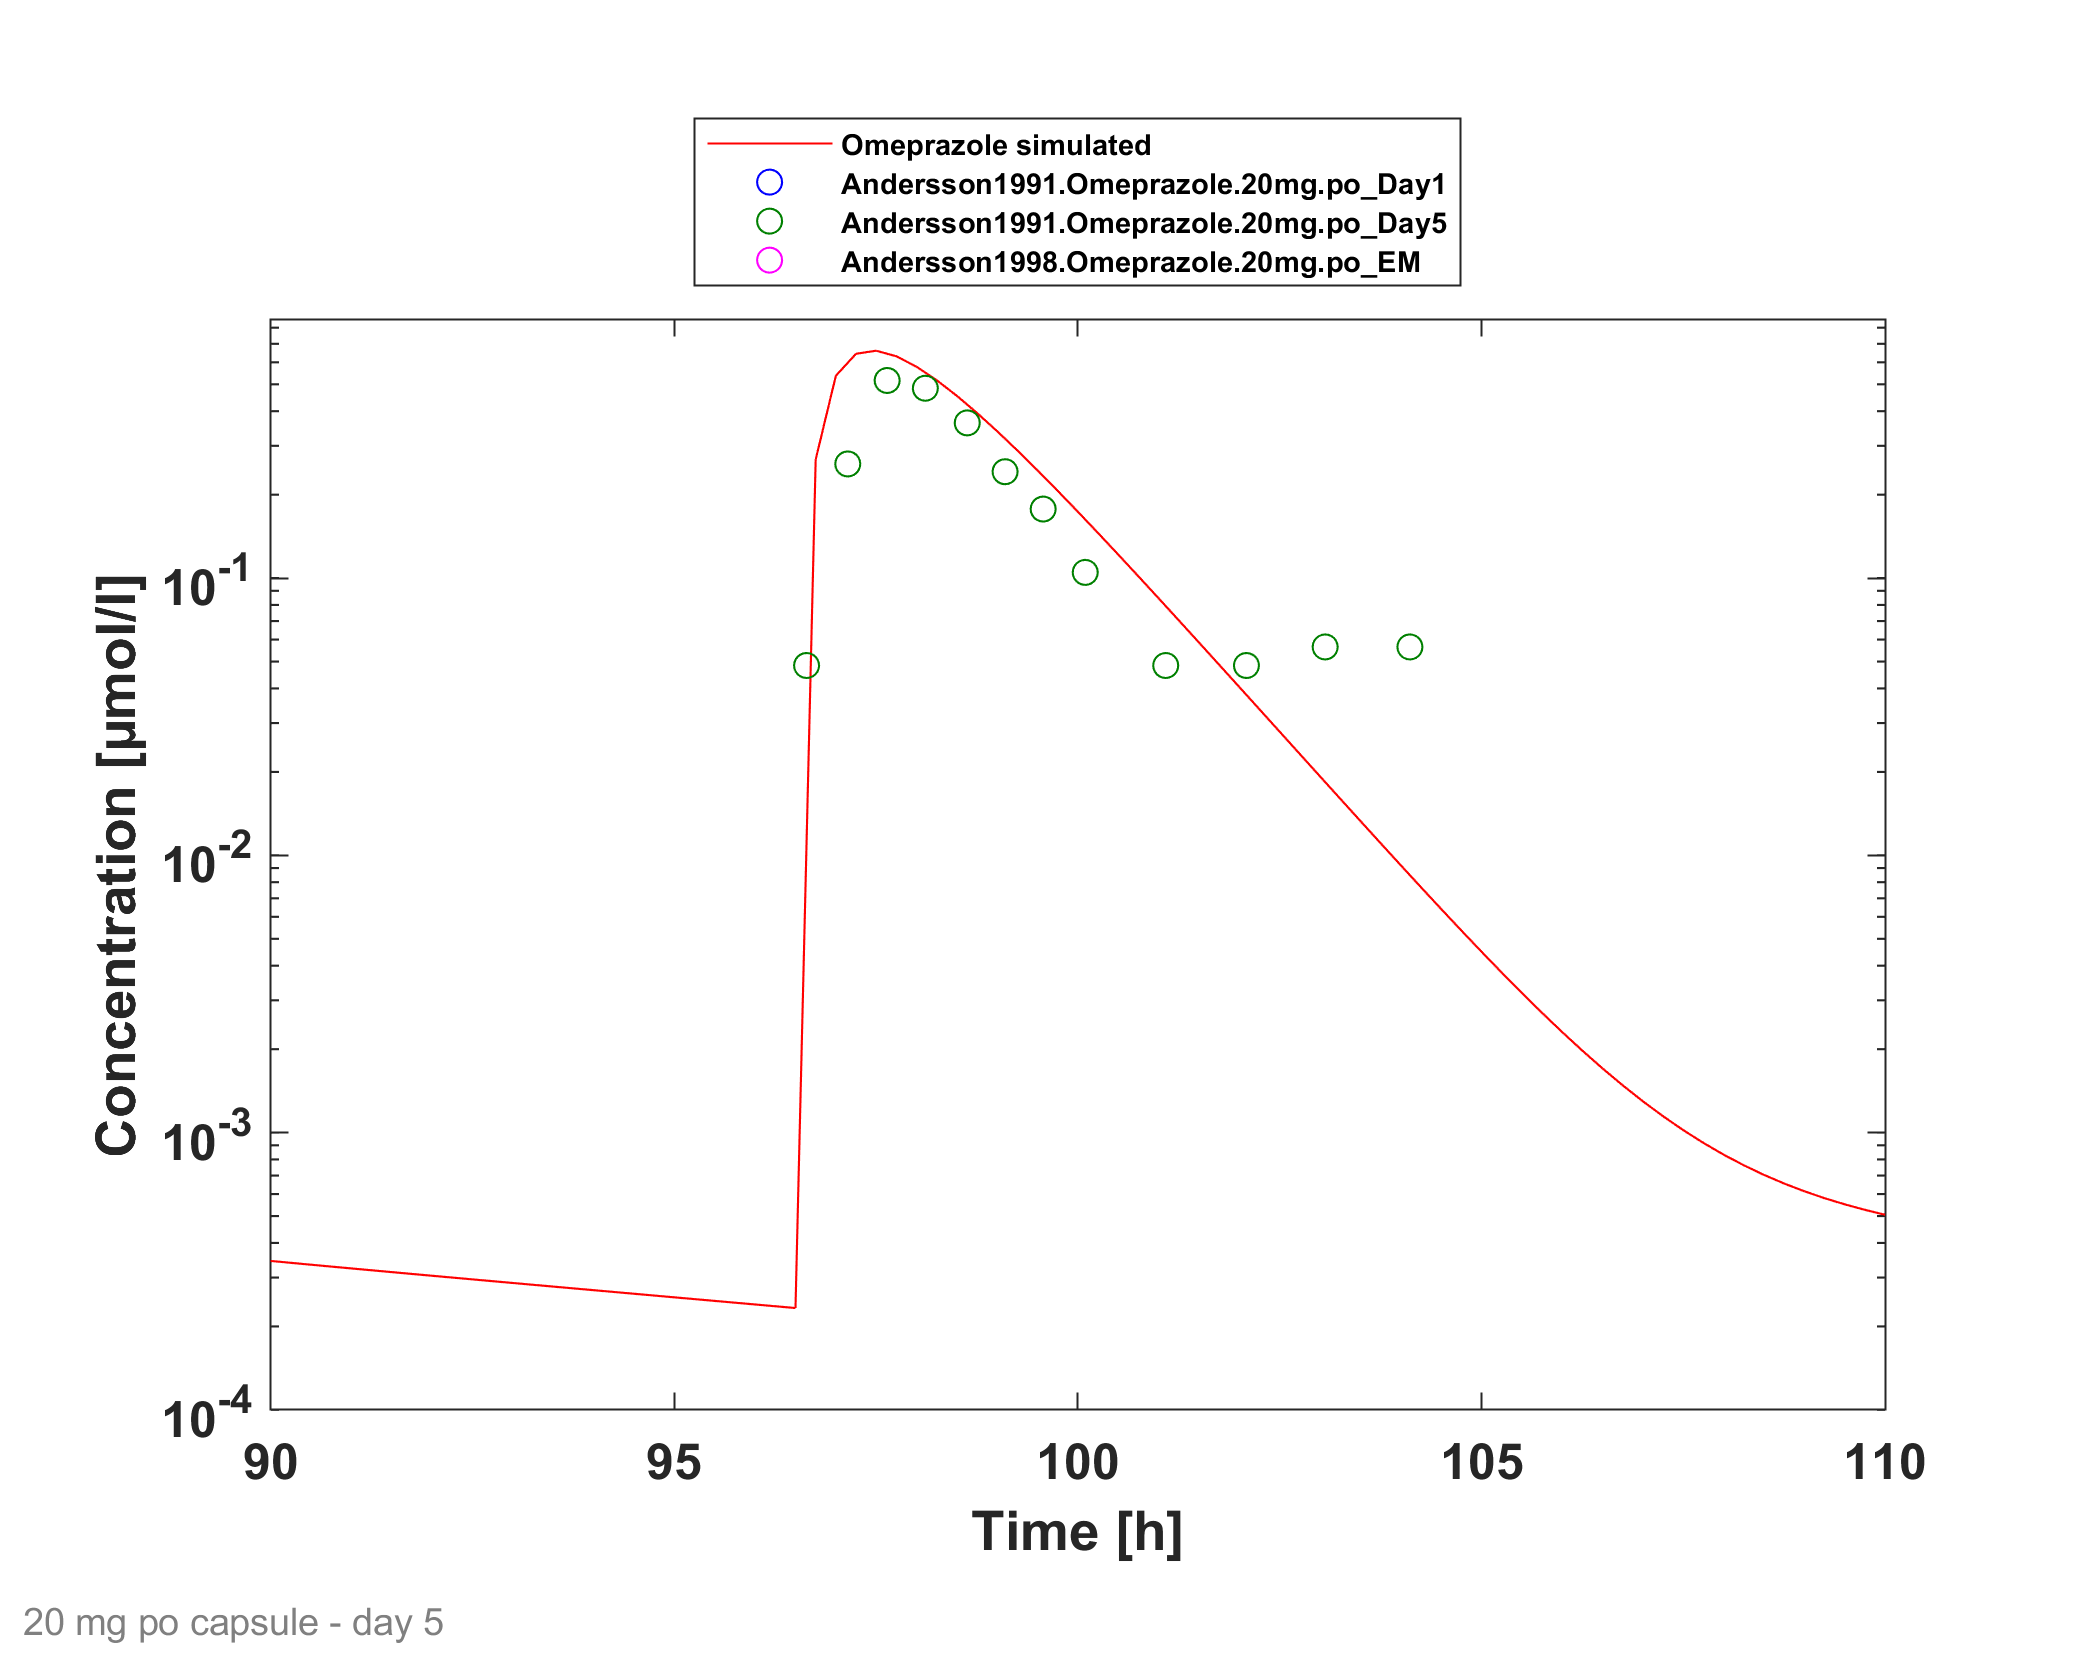 Omeprazole simulated
Andersson1991.Omeprazole.20mg.po_Day1
Andersson1991.Omeprazole.20mg.po_Day5
Andersson1998.Omeprazole.20mg.po_EM
Concentration [µmol/l]
10^-1
10^-2
10^-3
10^-4
90 95 100 105 110
Time [h]
20 mg po capsule - day 5